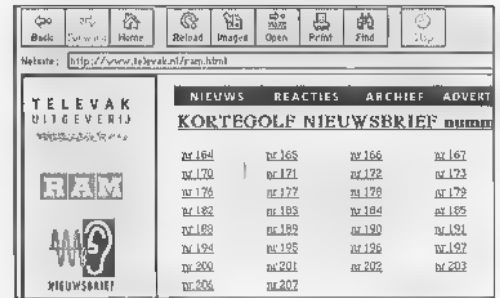 Back Home Reload Images Open Print Find
Netsite: http://www.televak.nl/ram.html
TELEVAK
UITGEVERIJ
RAM
NIEUWSBRIEF
NIEUWS REACTIES ARCHIEF ADVERT
KORTEGOLF NIEUWSBRIEF numm
nr 164 nr 165 nr 166 nr 167
nr 170 nr 171 nr 172 nr 173
nr 176 nr 177 nr 178 nr 179
nr 182 nr 183 nr 184 nr 185
nr 188 nr 189 nr 190 nr 191
nr 194 nr 195 nr 196 nr 197
nr 200 nr 201 nr 202 nr 203
nr 206 nr 207